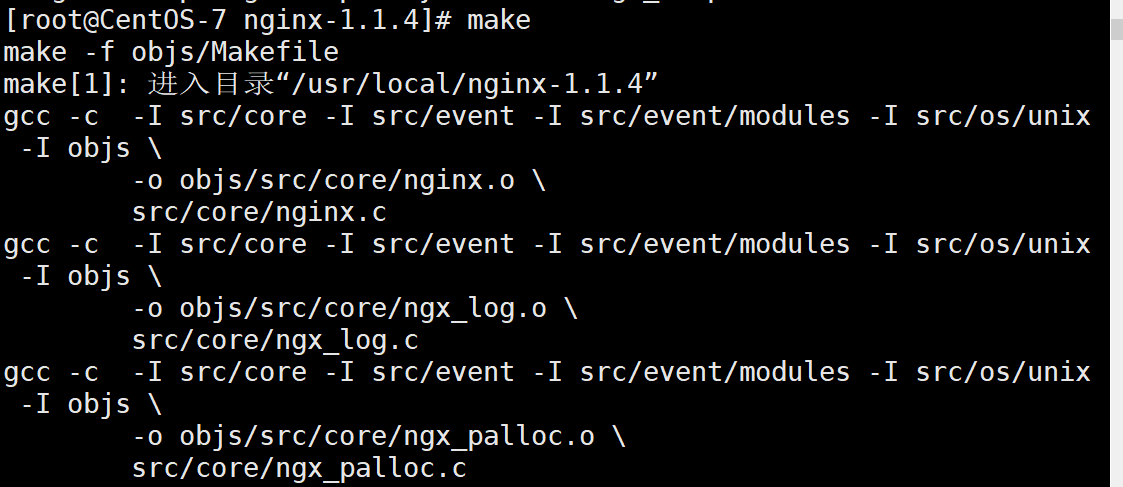 [root@CentOS-7 nginx-1.1.4]# make
make -f objs/Makefile
make[1]: 进入目录“/usr/local/nginx-1.1.4”
gcc -c  -I src/core -I src/event -I src/event/modules -I src/os/unix
 -I objs \
        -o objs/src/core/nginx.o \
        src/core/nginx.c
gcc -c  -I src/core -I src/event -I src/event/modules -I src/os/unix
 -I objs \
        -o objs/src/core/ngx_log.o \
        src/core/ngx_log.c
gcc -c  -I src/core -I src/event -I src/event/modules -I src/os/unix
 -I objs \
        -o objs/src/core/ngx_palloc.o \
        src/core/ngx_palloc.c